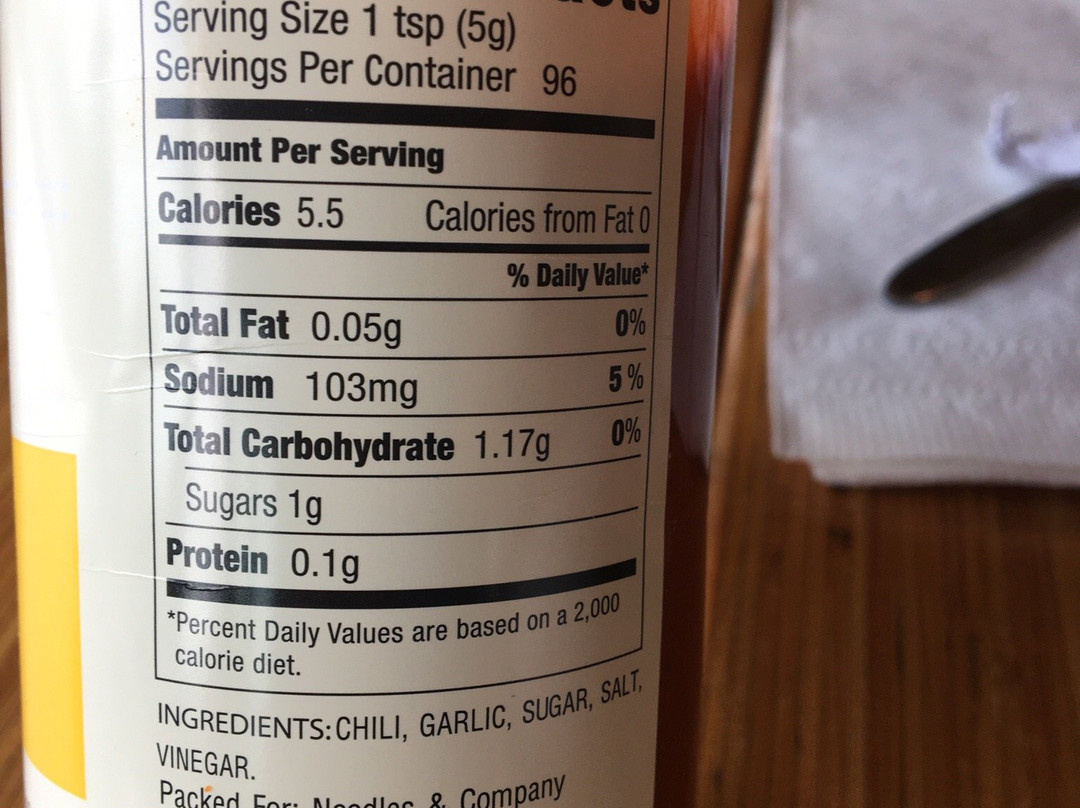 Serving Size 1 tsp (5g)
Servings Per Container 96
Amount Per Serving
Calories 5.5 Calories from Fat 0
% Daily Value*
Total Fat 0.05g 0%
Sodium 103mg 5%
Total Carbohydrate 1.17g 0%
Sugars 1g
Protein 0.1g
*Percent Daily Values are based on a 2,000
calorie diet.
INGREDIENTS: CHILI, GARLIC, SUGAR, SALT,
VINEGAR.
Packed For: Noodles & Company